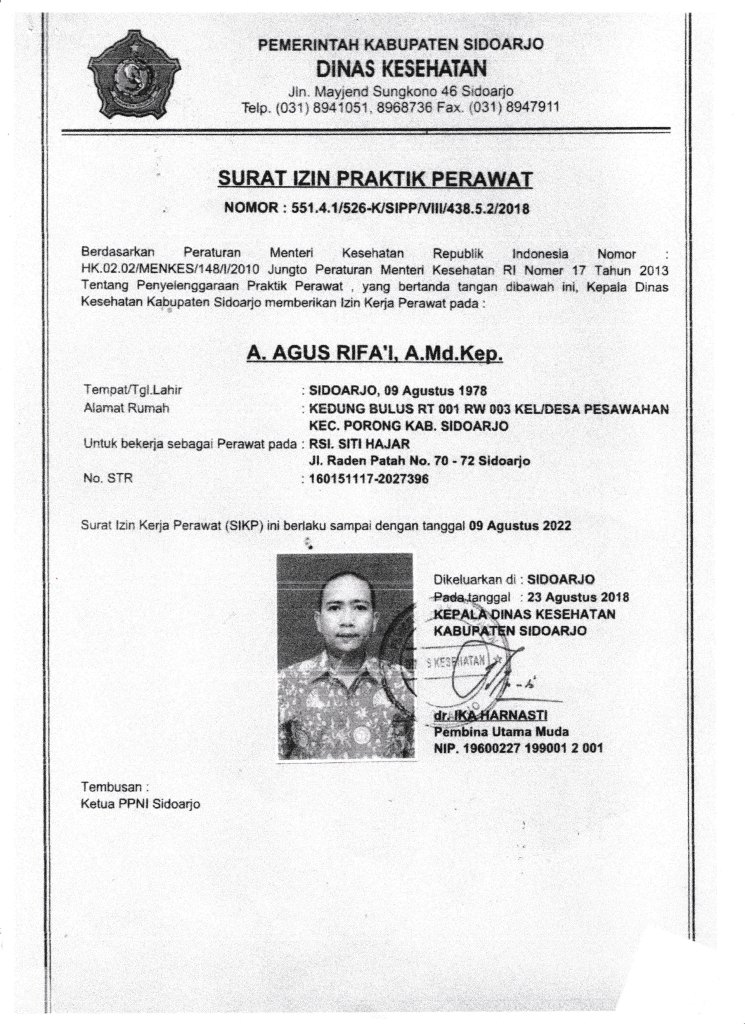 PEMERINTAH KABUPATEN SIDOARJO
DINAS KESEHATAN
Jln. Mayjend Sungkono 46 Sidoarjo
Telp. (031) 8941051, 8968736 Fax. (031) 8947911
SURAT IZIN PRAKTIK PERAWAT
NOMOR : 551.4.1/526-K/SIPP/VIII/438.5.2/2018
Berdasarkan Peraturan Menteri Kesehatan Republik Indonesia Nomor :
HK.02.02/MENKES/148/I/2010 Jungto Peraturan Menteri Kesehatan RI Nomer 17 Tahun 2013
Tentang Penyelenggaraan Praktik Perawat , yang bertanda tangan dibawah ini, Kepala Dinas
Kesehatan Kabupaten Sidoarjo memberikan Izin Kerja Perawat pada :
A. AGUS RIFA'I, A.Md.Kep.
Tempat/Tgl.Lahir : SIDOARJO, 09 Agustus 1978
Alamat Rumah : KEDUNG BULUS RT 001 RW 003 KEL/DESA PESAWAHAN
KEC. PORONG KAB. SIDOARJO
Untuk bekerja sebagai Perawat pada : RSI. SITI HAJAR
Jl. Raden Patah No. 70 - 72 Sidoarjo
No. STR : 160151117-2027396
Surat Izin Kerja Perawat (SIKP) ini berlaku sampai dengan tanggal 09 Agustus 2022
Dikeluarkan di : SIDOARJO
Pada tanggal : 23 Agustus 2018
KEPALA DINAS KESEHATAN
KABUPATEN SIDOARJO
S KESEHATAN
dr. IKA HARNASTI
Pembina Utama Muda
NIP. 19600227 199001 2 001
Tembusan :
Ketua PPNI Sidoarjo